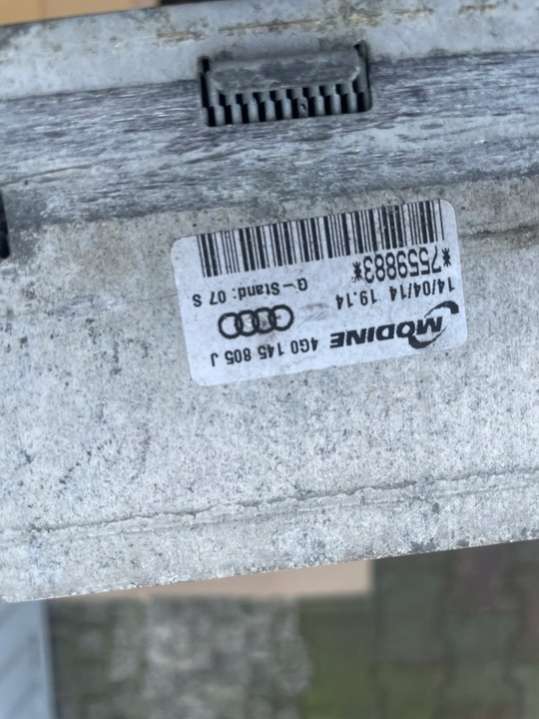 MODINE 4G0 145 805 J
14/04/14 19.14
*7559883* G-Stand: 07 S